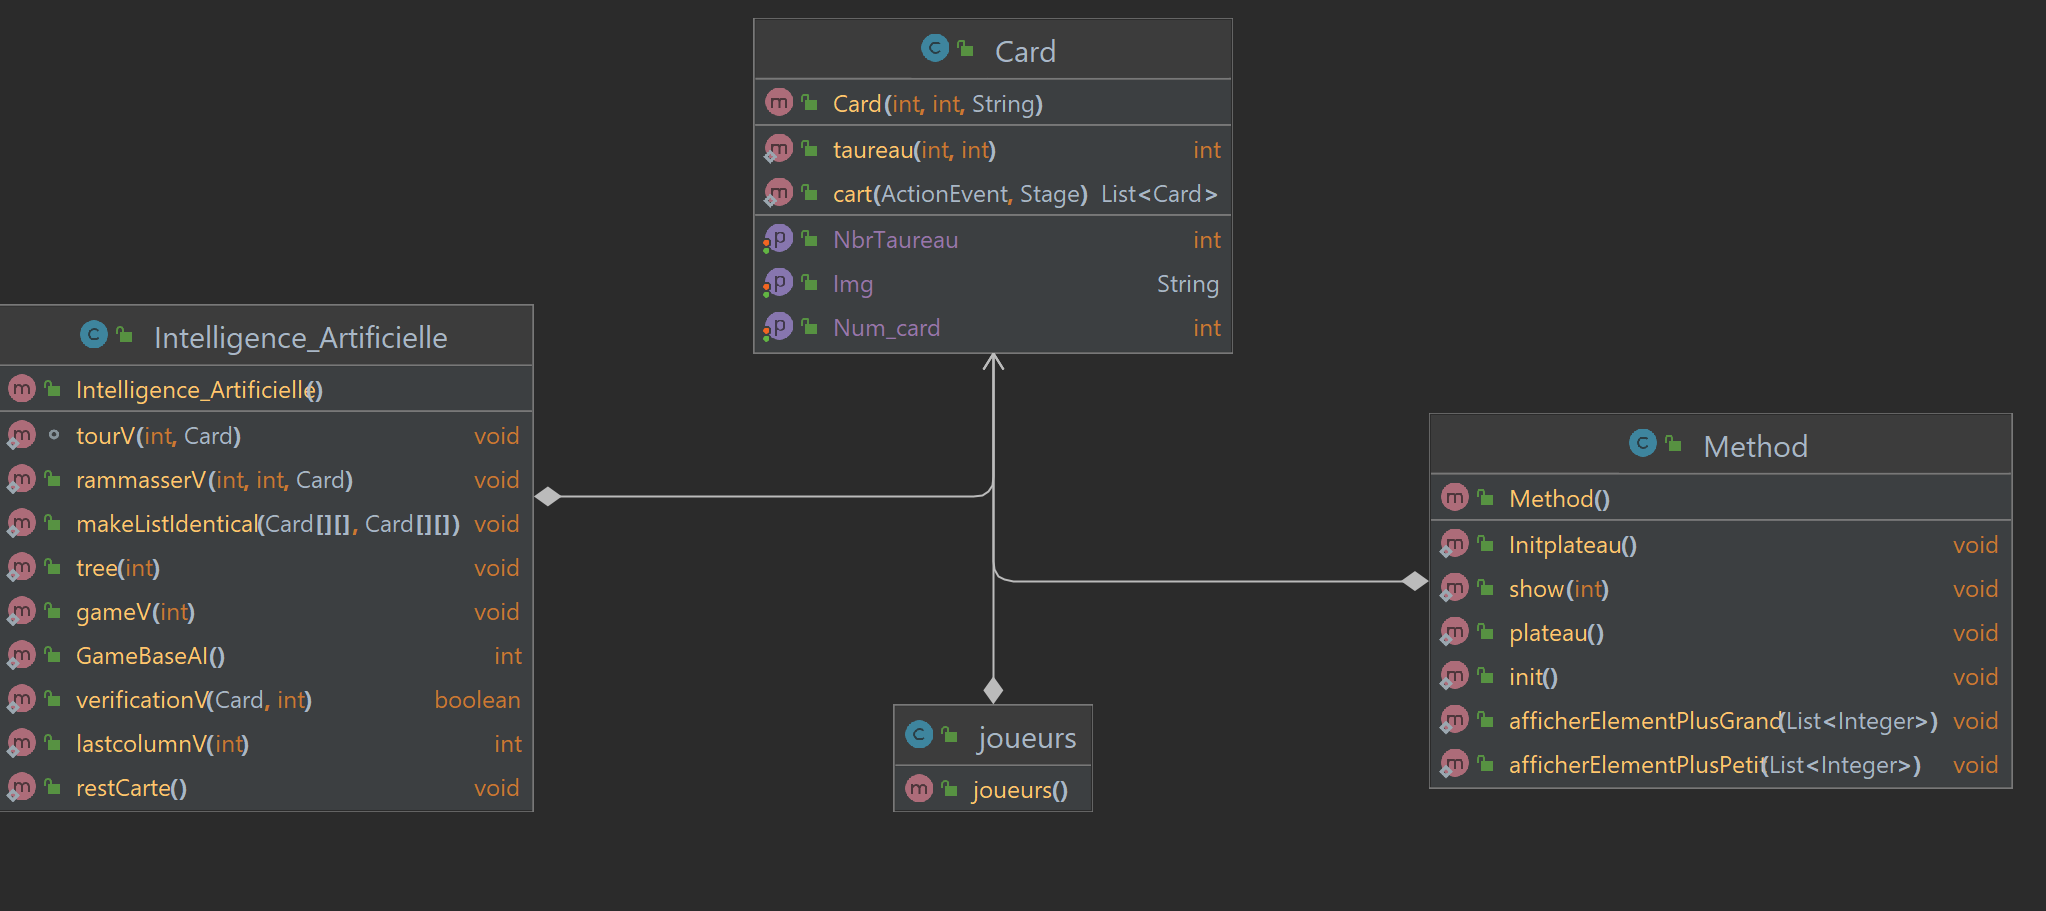 Card
Card(int, int, String)
taureau(int, int) int
cart(ActionEvent, Stage) List<Card>
NbrTaureau int
Img String
Num_card int
Intelligence_Artificielle
Intelligence_Artificielle()
tourV(int, Card) void
rammasserV(int, int, Card) void
makeListIdentical(Card[][], Card[][]) void
tree(int) void
gameV(int) void
GameBaseAI() int
verificationV(Card, int) boolean
lastcolumnV(int) int
restCarte() void
joueurs
joueurs()
Method
Method()
Initplateau() void
show(int) void
plateau() void
init() void
afficherElementPlusGrand(List<Integer>) void
afficherElementPlusPetit(List<Integer>) void